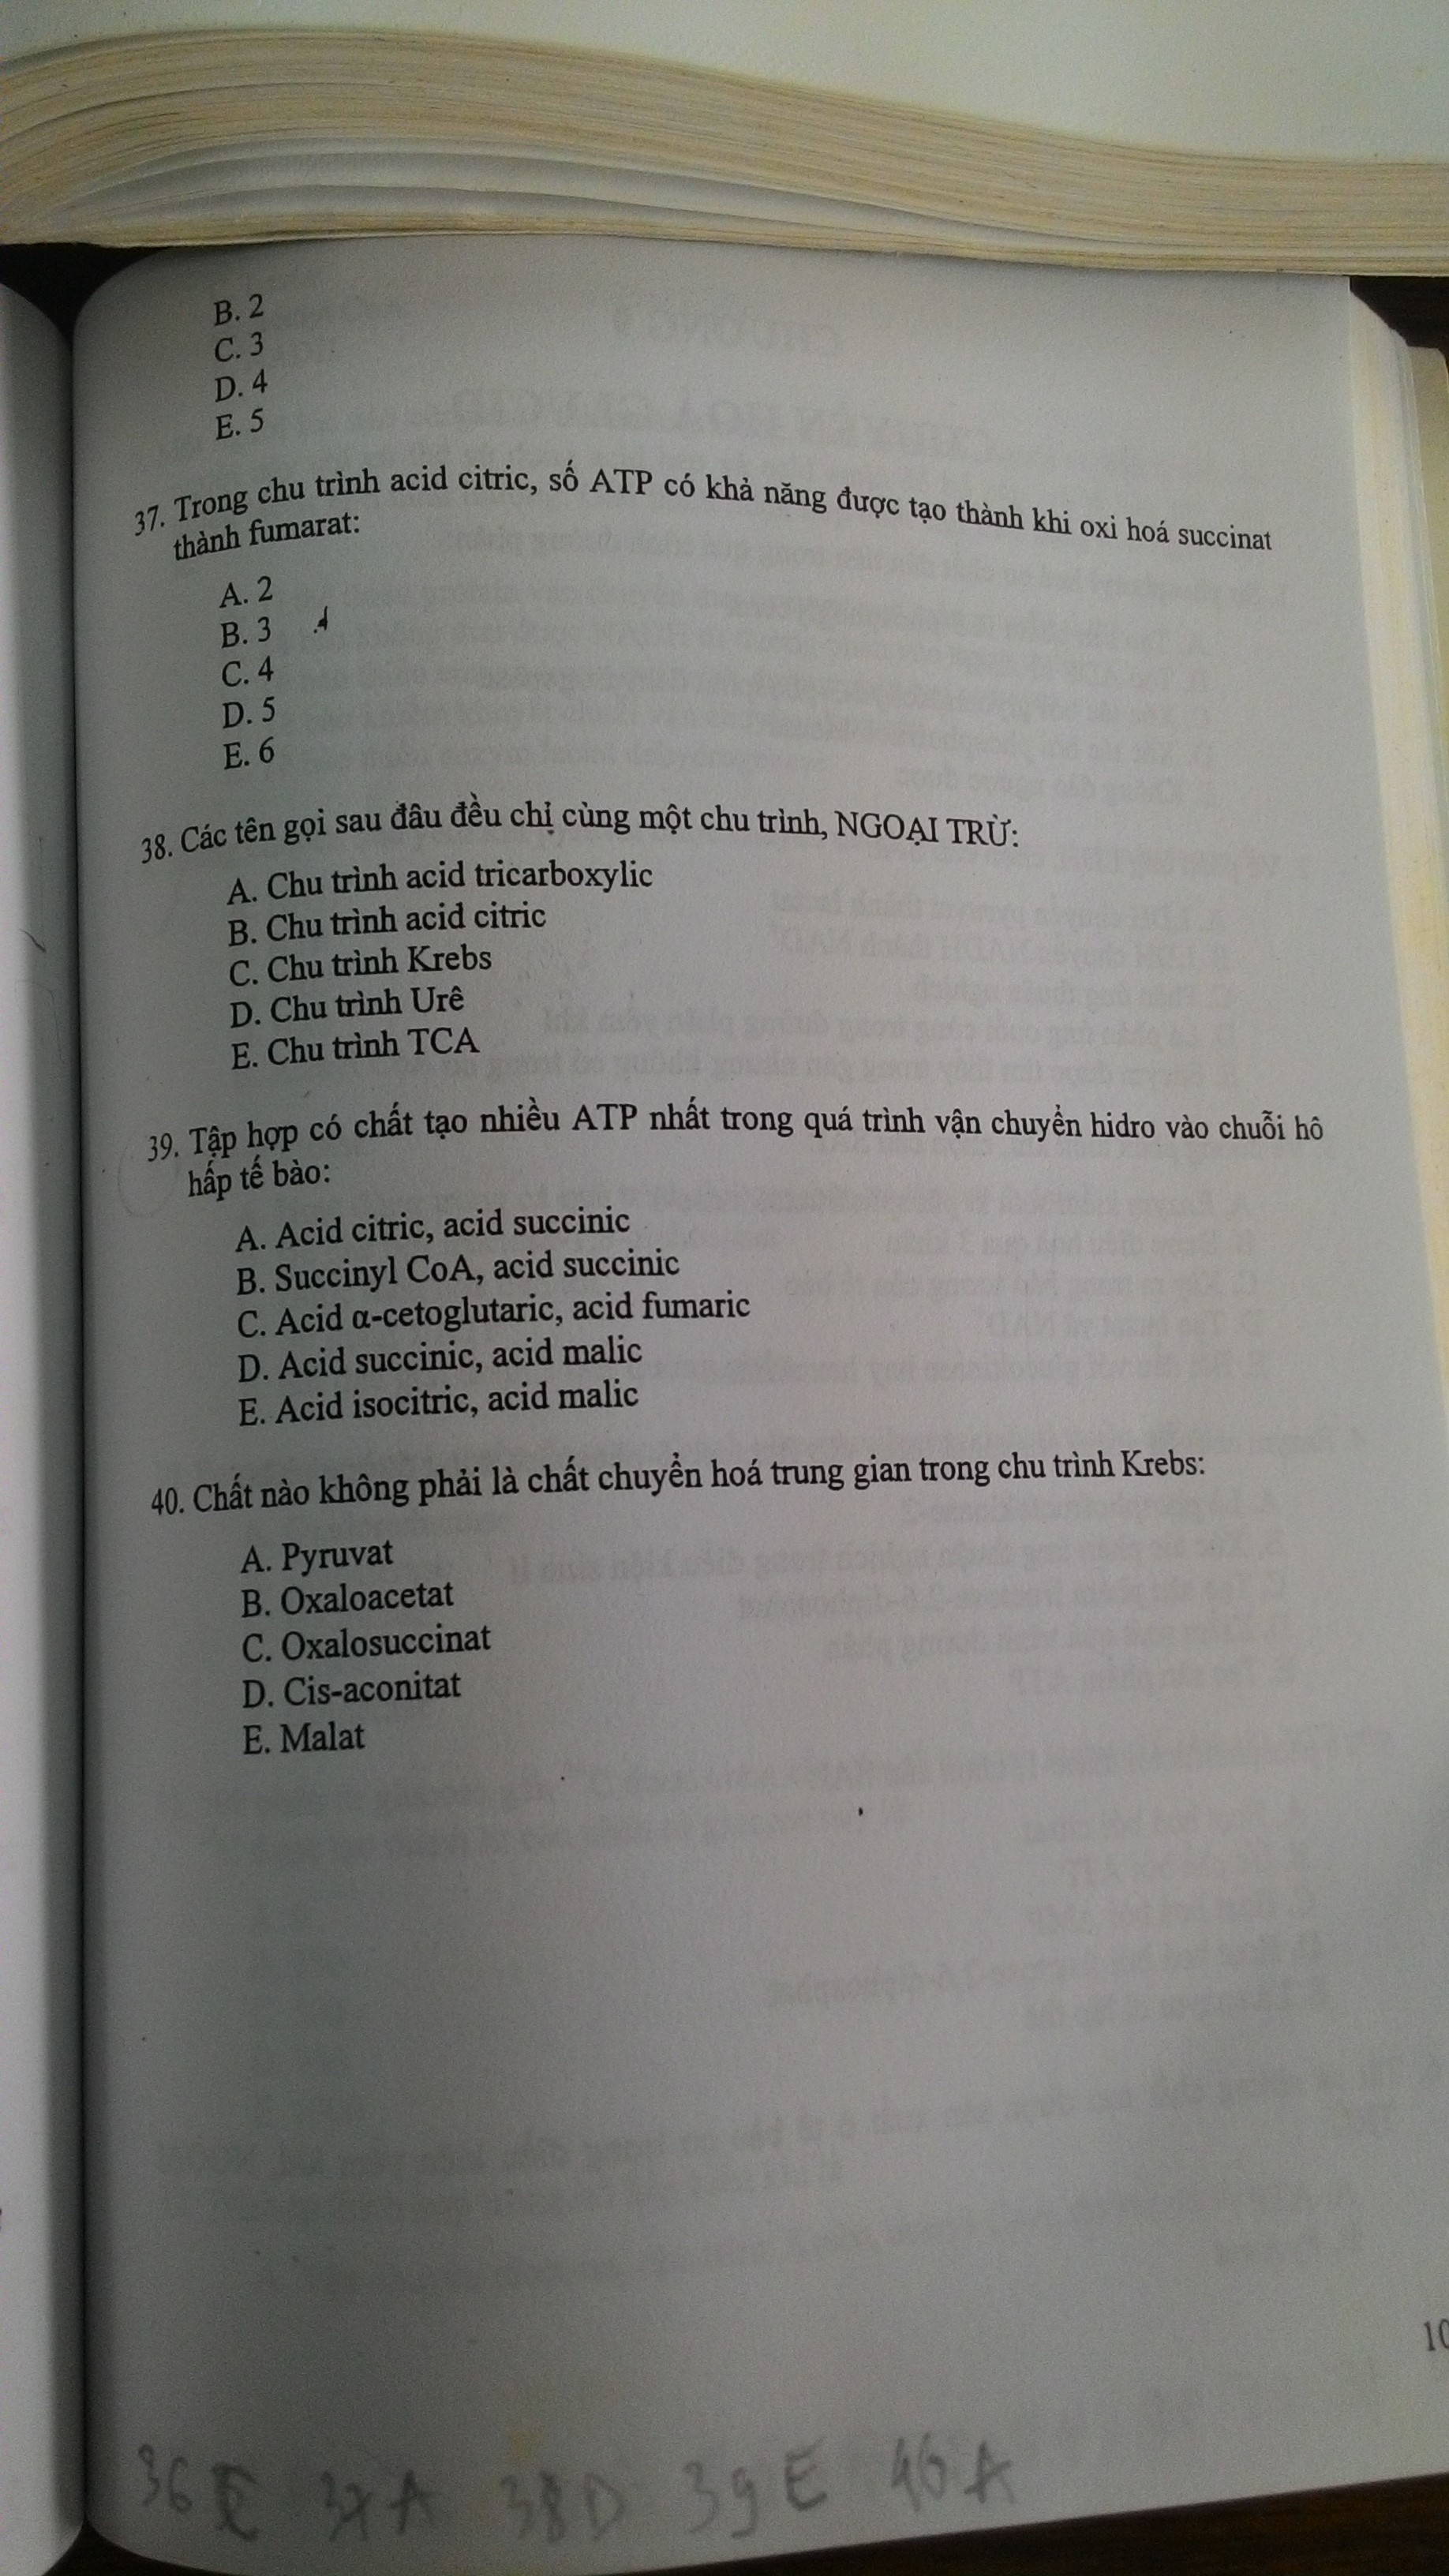 B. 2
C. 3
D. 4
E. 5
37. Trong chu trình acid citric, số ATP có khả năng được tạo thành khi oxi hoá succinat
thành fumarat:
A. 2
B. 3
C. 4
D. 5
E. 6
38. Các tên gọi sau đâu đều chỉ cùng một chu trình, NGOẠI TRỪ:
A. Chu trình acid tricarboxylic
B. Chu trình acid citric
C. Chu trình Krebs
D. Chu trình Urê
E. Chu trình TCA
39. Tập hợp có chất tạo nhiều ATP nhất trong quá trình vận chuyển hidro vào chuỗi hô
hấp tế bào:
A. Acid citric, acid succinic
B. Succinyl CoA, acid succinic
C. Acid α-cetoglutaric, acid fumaric
D. Acid succinic, acid malic
E. Acid isocitric, acid malic
40. Chất nào không phải là chất chuyển hoá trung gian trong chu trình Krebs:
A. Pyruvat
B. Oxaloacetat
C. Oxalosuccinat
D. Cis-aconitat
E. Malat
10
36 E 37 A 38 D 39 E 40 A